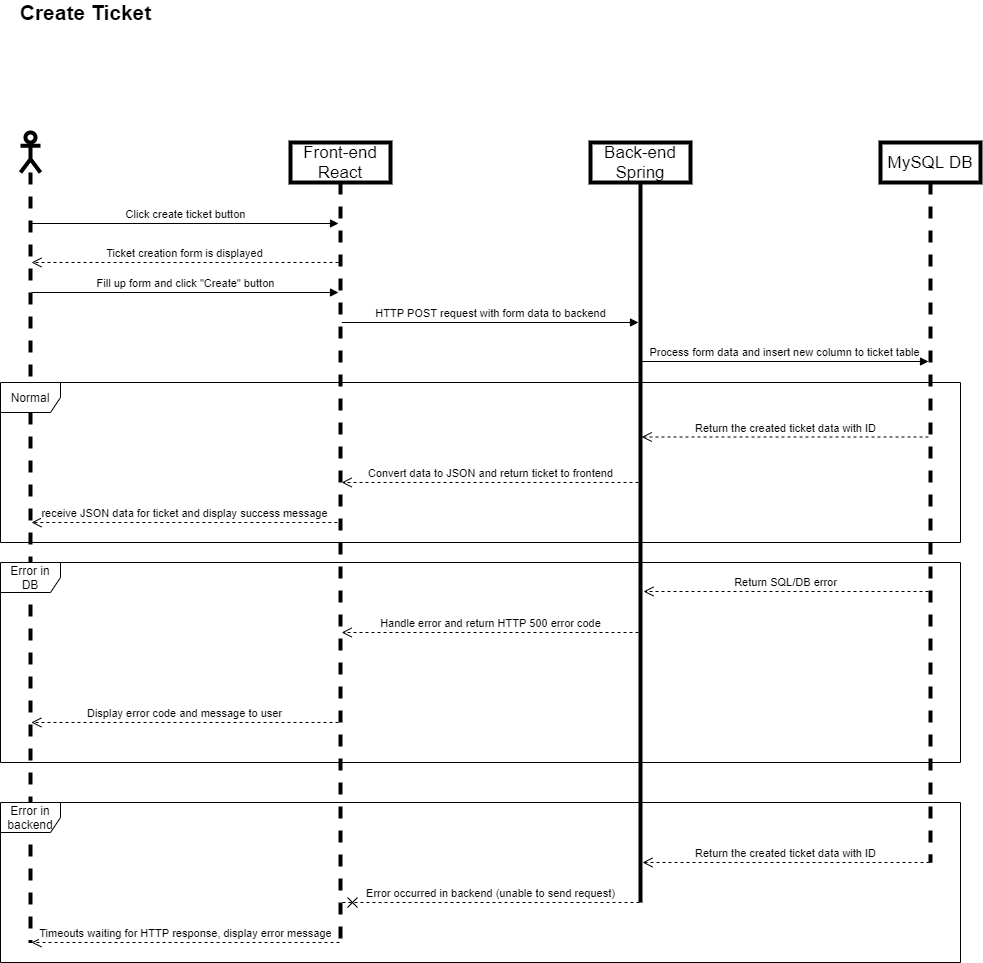 Create Ticket
Front-end
React
Back-end
Spring
MySQL DB
Click create ticket button
Ticket creation form is displayed
Fill up form and click "Create" button
HTTP POST request with form data to backend
Process form data and insert new column to ticket table
Normal
Return the created ticket data with ID
Convert data to JSON and return ticket to frontend
receive JSON data for ticket and display success message
Error in
DB
Return SQL/DB error
Handle error and return HTTP 500 error code
Display error code and message to user
Error in
backend
Return the created ticket data with ID
Error occurred in backend (unable to send request)
Timeouts waiting for HTTP response, display error message